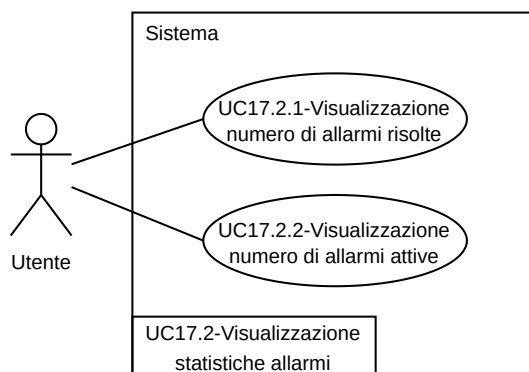 Sistema
UC17.2.1-Visualizzazione
numero di allarmi risolte
UC17.2.2-Visualizzazione
numero di allarmi attive
Utente
UC17.2-Visualizzazione
statistiche allarmi